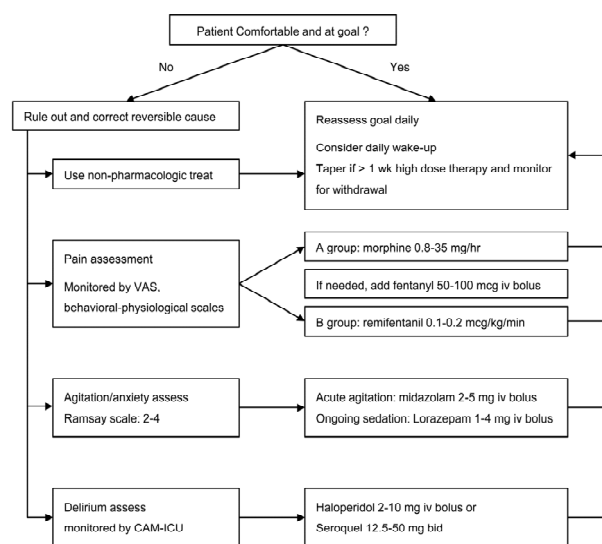 Patient Comfortable and at goal ?
No
Yes
Rule out and correct reversible cause
Reassess goal daily
Consider daily wake-up
Taper if > 1 wk high dose therapy and monitor
for withdrawal
Use non-pharmacologic treat
Pain assessment
Monitored by VAS,
behavioral-physiological scales
A group: morphine 0.8-35 mg/hr
If needed, add fentanyl 50-100 mcg iv bolus
B group: remifentanil 0.1-0.2 mcg/kg/min
Agitation/anxiety assess
Ramsay scale: 2-4
Acute agitation: midazolam 2-5 mg iv bolus
Ongoing sedation: Lorazepam 1-4 mg iv bolus
Delirium assess
monitored by CAM-ICU
Haloperidol 2-10 mg iv bolus or
Seroquel 12.5-50 mg bid